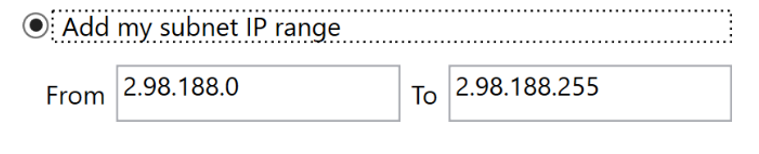 Add my subnet IP range
From 2.98.188.0 To 2.98.188.255